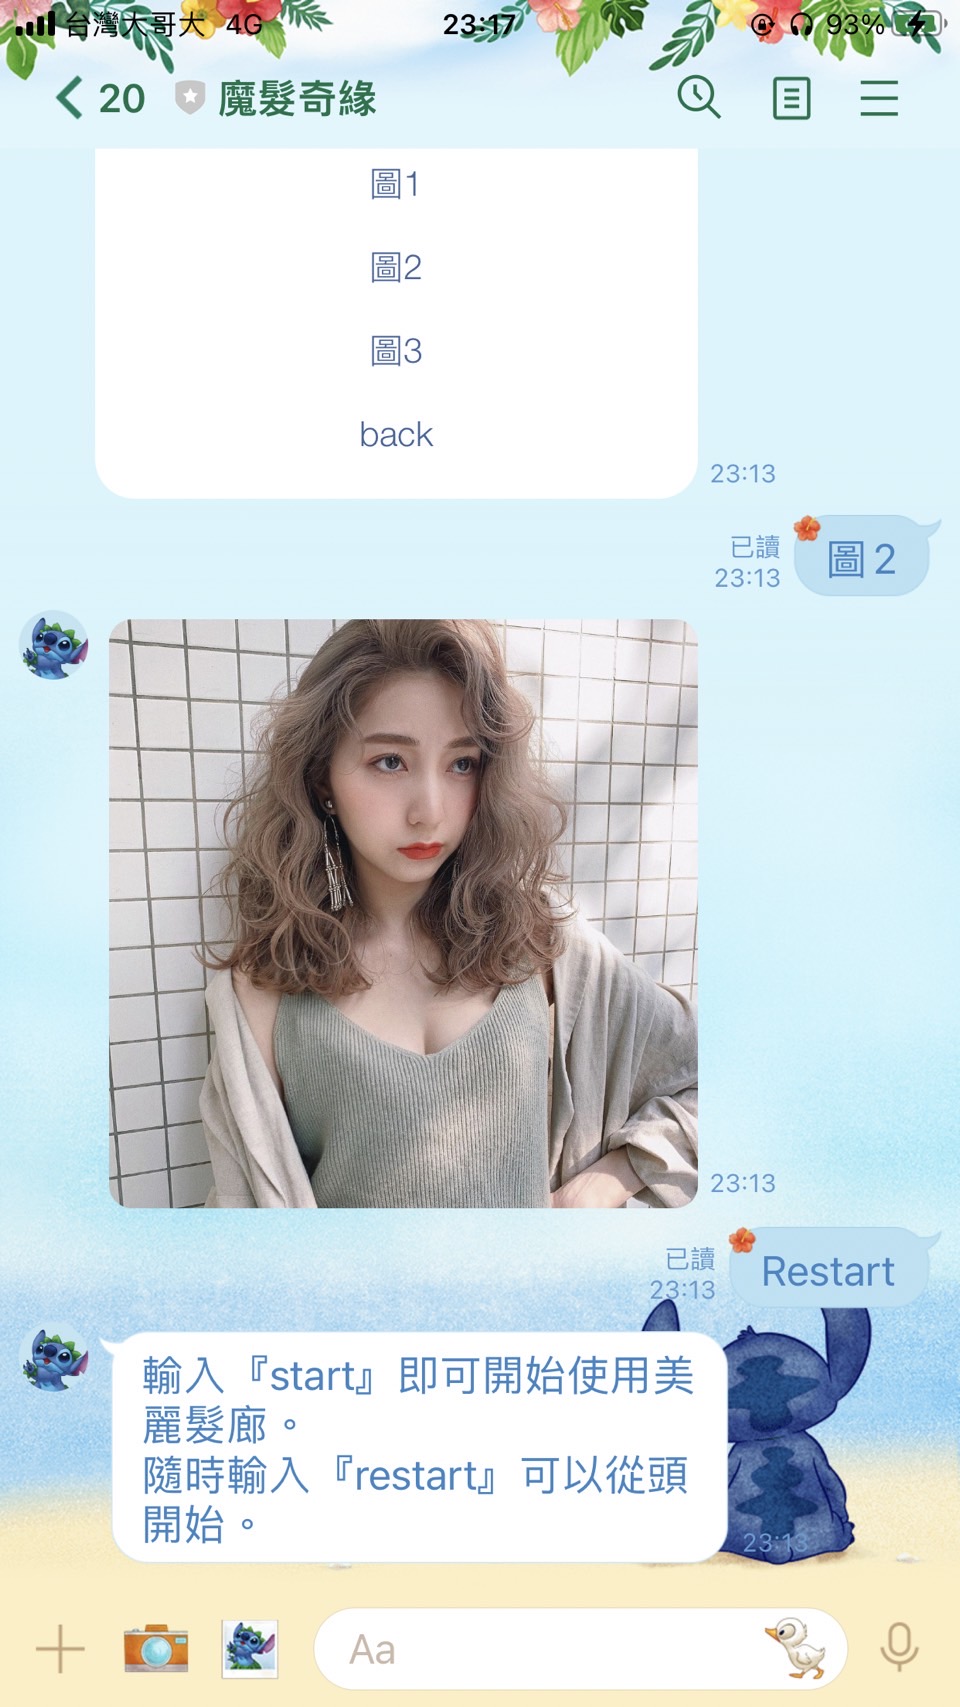 台灣大哥大 4G 23:17 93%
20 魔髮奇緣
圖1
圖2
圖3
back
23:13
已讀
23:13
圖 2
23:13
已讀
23:13
Restart
輸入『start』即可開始使用美
麗髮廊。
隨時輸入『restart』可以從頭
開始。
23:13
Aa